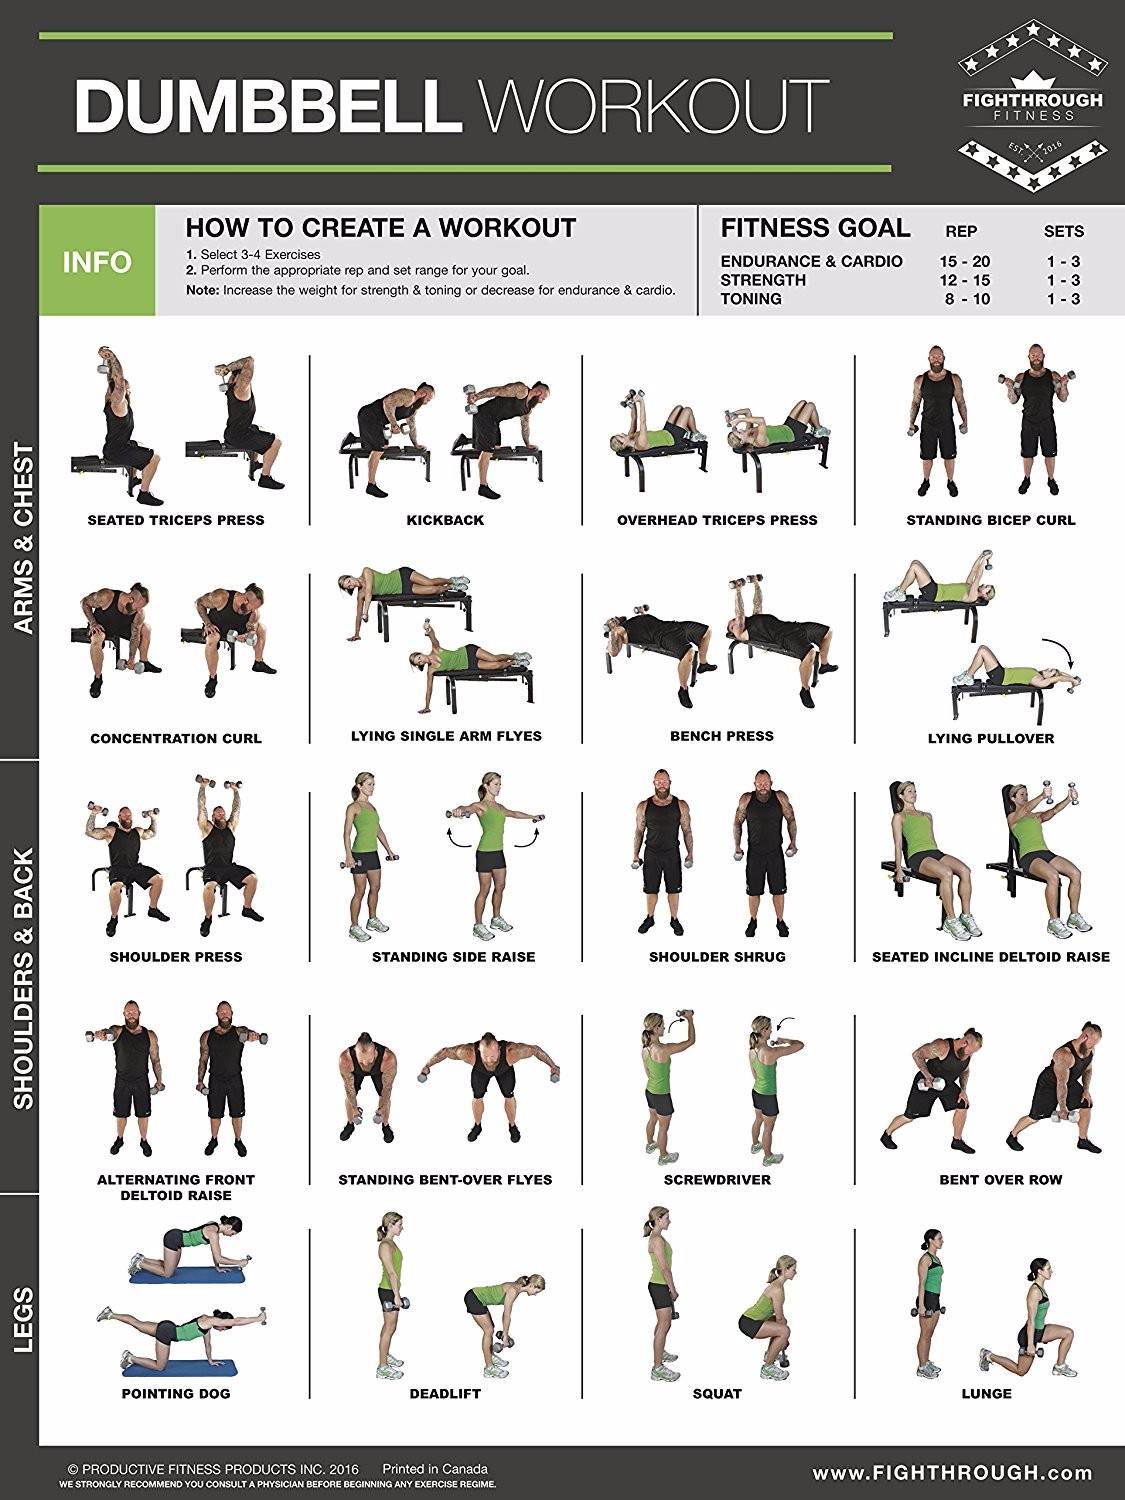 DUMBBELL WORKOUT
FIGHTHROUGH
FITNESS
EST. 2016
INFO
HOW TO CREATE A WORKOUT
1. Select 3-4 Exercises
2. Perform the appropriate rep and set range for your goal.
Note: Increase the weight for strength & toning or decrease for endurance & cardio.
FITNESS GOAL REP SETS
ENDURANCE & CARDIO 15 - 20 1 - 3
STRENGTH 12 - 15 1 - 3
TONING 8 - 10 1 - 3
ARMS & CHEST
SEATED TRICEPS PRESS
KICKBACK
OVERHEAD TRICEPS PRESS
STANDING BICEP CURL
CONCENTRATION CURL
LYING SINGLE ARM FLYES
BENCH PRESS
LYING PULLOVER
SHOULDERS & BACK
SHOULDER PRESS
STANDING SIDE RAISE
SHOULDER SHRUG
SEATED INCLINE DELTOID RAISE
ALTERNATING FRONT
DELTOID RAISE
STANDING BENT-OVER FLYES
SCREWDRIVER
BENT OVER ROW
LEGS
POINTING DOG
DEADLIFT
SQUAT
LUNGE
© PRODUCTIVE FITNESS PRODUCTS INC. 2016 Printed in Canada
WE STRONGLY RECOMMEND YOU CONSULT A PHYSICIAN BEFORE BEGINNING ANY EXERCISE REGIME.
www.FIGHTHROUGH.com